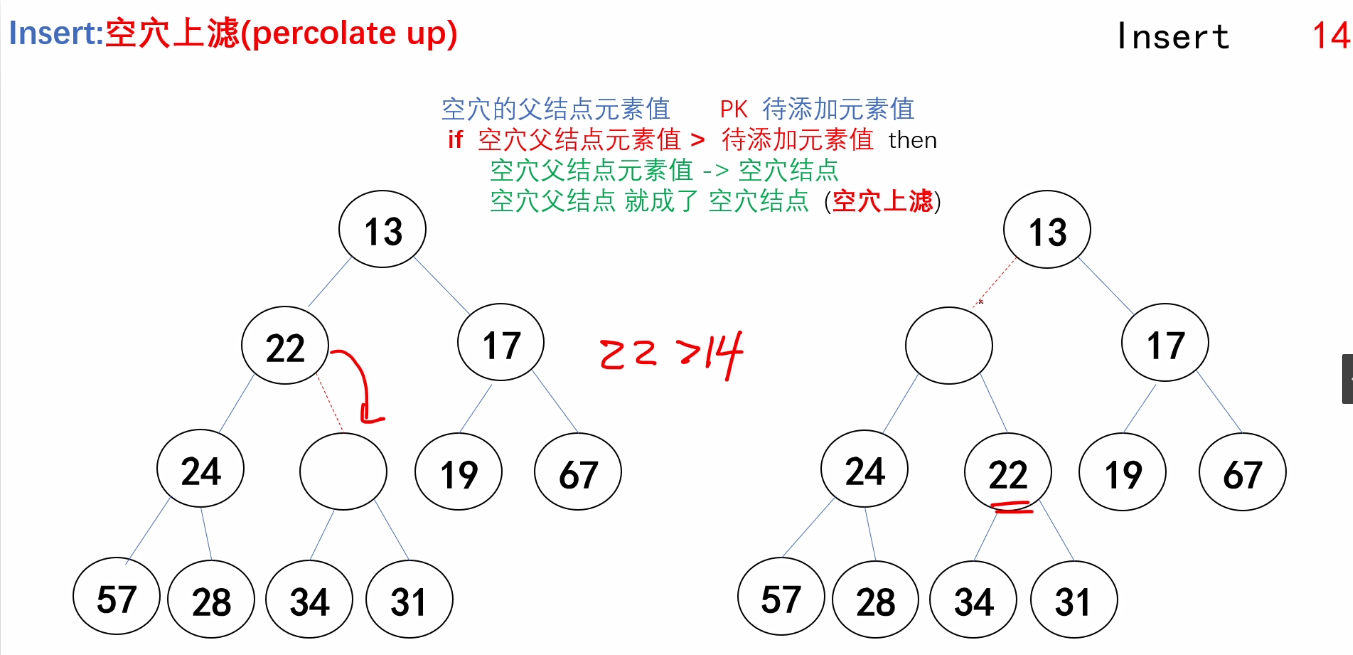 Insert:空穴上滤(percolate up)
Insert 14
空穴的父结点元素值 PK 待添加元素值
if 空穴父结点元素值 > 待添加元素值 then
空穴父结点元素值 -> 空穴结点
空穴父结点 就成了 空穴结点 (空穴上滤)
13
22 17
24 19 67
57 28 34 31
22 >14
13
17
24 22 19 67
57 28 34 31